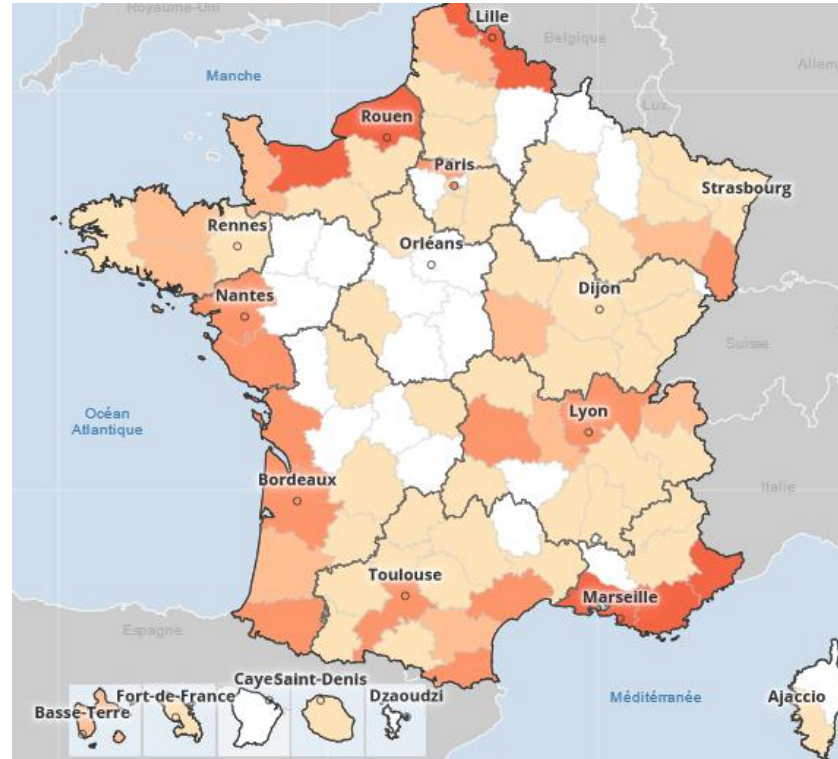 Royaume-Uni
Lille
Belgique
Allem
Manche
Lux
Rouen
Paris
Strasbourg
Rennes
Orléans
Nantes
Dijon
Suisse
Océan
Atlantique
Lyon
Bordeaux
Italie
Toulouse
Marseille
Espagne
CayeSaint-Denis
Fort-de-France
Dzaoudzi
Méditerranée
Ajaccio
Basse-Terre